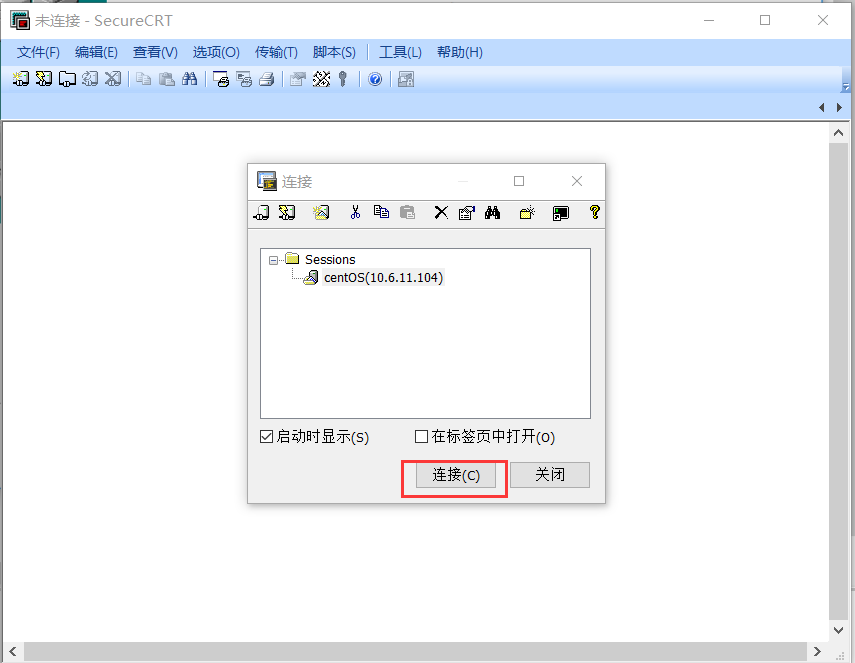 未连接 - SecureCRT
文件(F) 编辑(E) 查看(V) 选项(O) 传输(T) 脚本(S) 工具(L) 帮助(H)
连接
Sessions
centOS(10.6.11.104)
启动时显示(S) 在标签页中打开(O)
连接(C) 关闭